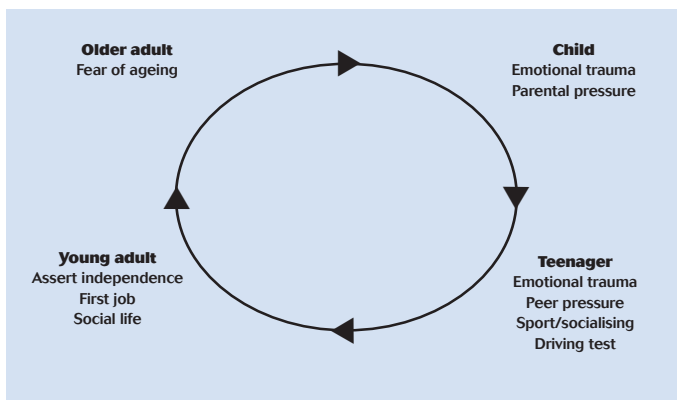 Older adult
Fear of ageing
Child
Emotional trauma
Parental pressure
Young adult
Assert independence
First job
Social life
Teenager
Emotional trauma
Peer pressure
Sport/socialising
Driving test